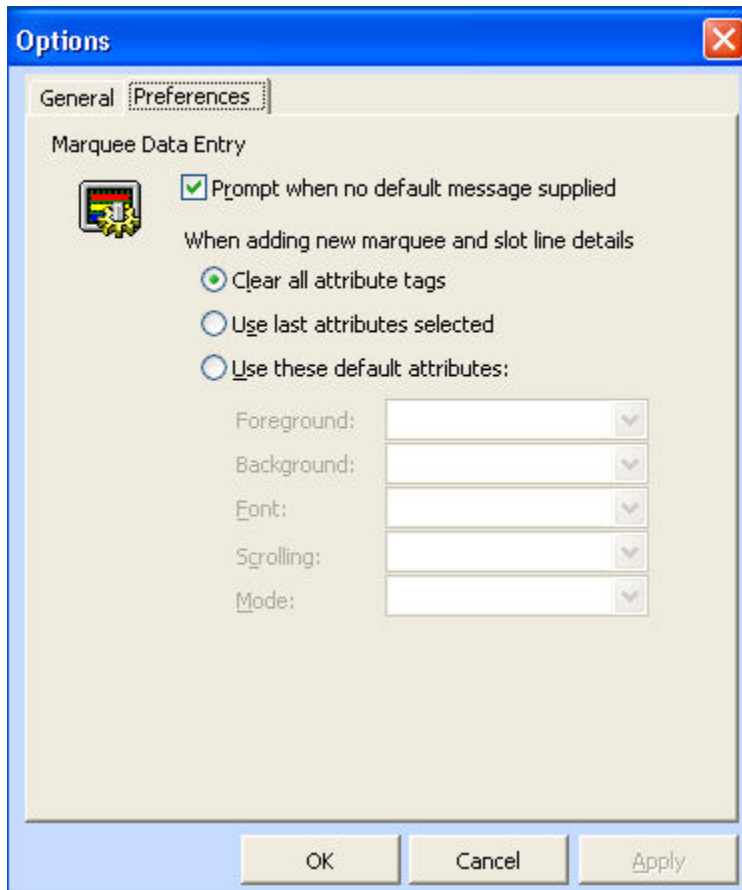 Options
General Preferences
Marquee Data Entry
Prompt when no default message supplied
When adding new marquee and slot line details
Clear all attribute tags
Use last attributes selected
Use these default attributes:
Foreground:
Background:
Font:
Scrolling:
Mode:
OK Cancel Apply